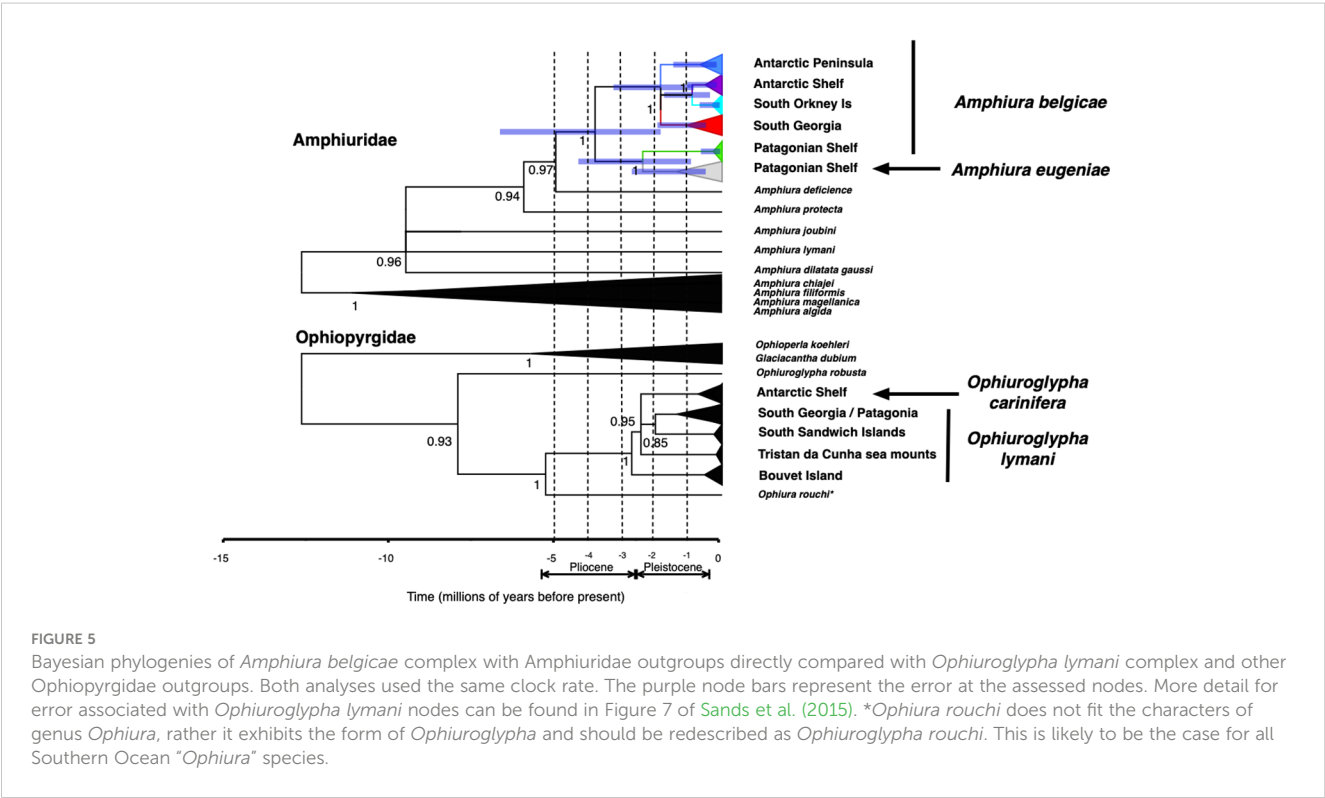 Antarctic Peninsula
Antarctic Shelf
South Orkney Is
South Georgia
Patagonian Shelf
Patagonian Shelf
Amphiura deficience
Amphiura protecta
Amphiura joubini
Amphiura lymani
Amphiura dilatata gaussi
Amphiura chiajei
Amphiura filiformis
Amphiura magellanica
Amphiura algida
Amphiura belgicae
Amphiura eugeniae
Amphiuridae
1
1
1
1
0.97
0.94
0.96
1
Ophiopyrgidae
Ophioperla koehleri
Glaciacantha dubium
Ophiuroglypha robusta
Antarctic Shelf
South Georgia / Patagonia
South Sandwich Islands
Tristan da Cunha sea mounts
Bouvet Island
Ophiura rouchi*
Ophiuroglypha
carinifera
Ophiuroglypha
lymani
1
0.95
0.85
0.93
1
1
-15
-10
-5
-4
-3
-2
-1
0
Pliocene
Pleistocene
Time (millions of years before present)
FIGURE 5
Bayesian phylogenies of Amphiura belgicae complex with Amphiuridae outgroups directly compared with Ophiuroglypha lymani complex and other
Ophiopyrgidae outgroups. Both analyses used the same clock rate. The purple node bars represent the error at the assessed nodes. More detail for
error associated with Ophiuroglypha lymani nodes can be found in Figure 7 of Sands et al. (2015). *Ophiura rouchi does not fit the characters of
genus Ophiura, rather it exhibits the form of Ophiuroglypha and should be redescribed as Ophiuroglypha rouchi. This is likely to be the case for all
Southern Ocean "Ophiura" species.